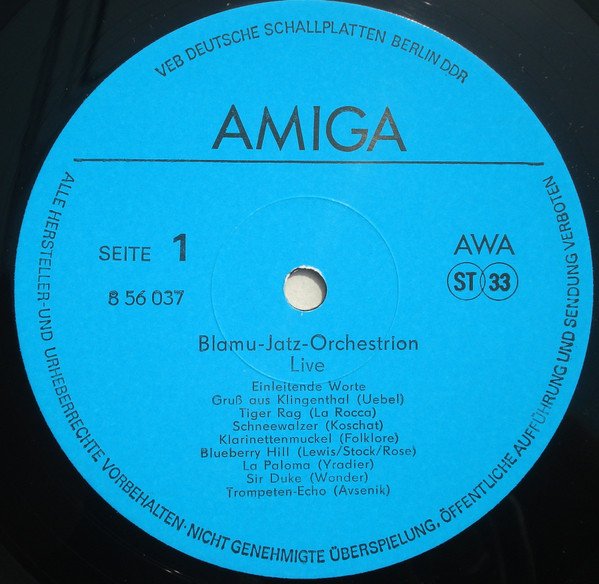 VEB DEUTSCHE SCHALLPLATTEN BERLIN DDR
AMIGA
SEITE 1
8 56 037
AWA
ST 33
Blamu-Jatz-Orchestrion
Live
Einleitende Worte
Gruß aus Klingenthal (Uebel)
Tiger Rag (La Rocca)
Schneewalzer (Koschat)
Klarinettenmuckel (Folklore)
Blueberry Hill (Lewis/Stock/Rose)
La Paloma (Yradier)
Sir Duke (Wonder)
Trompeten-Echo (Avsenik)
ALLE HERSTELLER-UND URHEBERRECHTE VORBEHALTEN·NICHT GENEHMIGTE ÜBERSPIELUNG, ÖFFENTLICHE AUFFÜHRUNG UND SENDUNG VERBOTEN